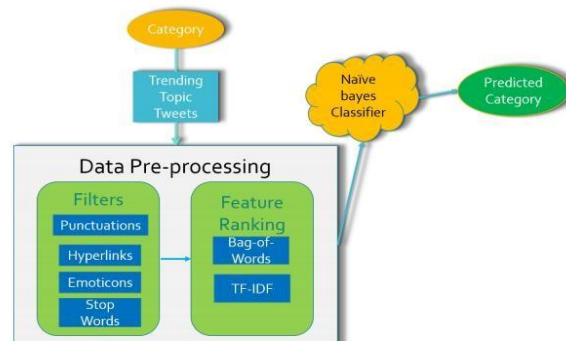 Category
Trending
Topic
Tweets
Data Pre-processing
Filters
Punctuations
Hyperlinks
Emoticons
Stop
Words
Feature
Ranking
Bag-of-
Words
TF-IDF
Naïve
bayes
Classifier
Predicted
Category